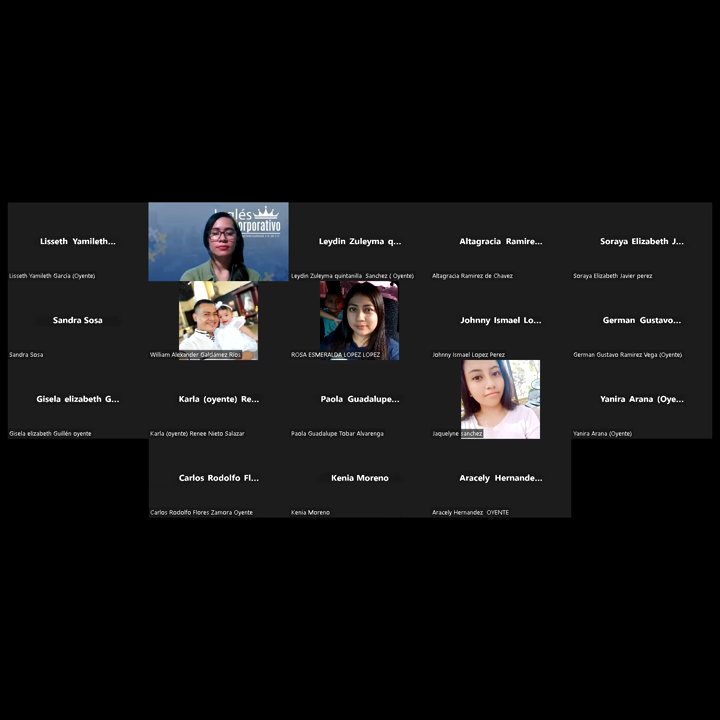 Lisseth Yamileth...
Lisseth Yamileth García (Oyente)
Inglés
orporativo
Leydin Zuleyma q...
Leydin Zuleyma quintanilla Sanchez ( Oyente)
Altagracia Ramire...
Altagracia Ramirez de Chavez
Soraya Elizabeth J...
Soraya Elizabeth Javier perez
Sandra Sosa
Sandra Sosa
William Alexander Galdámez Ríos
ROSA ESMERALDA LOPEZ LOPEZ
Johnny Ismael Lo...
Johnny Ismael Lopez Perez
German Gustavo...
German Gustavo Ramirez Vega (Oyente)
Gisela elizabeth G...
Gisela elizabeth Guillén oyente
Karla (oyente) Re...
Karla (oyente) Renee Nieto Salazar
Paola Guadalupe...
Paola Guadalupe Tobar Alvarenga
Jaquelyne sanchez
Yanira Arana (Oye...
Yanira Arana (Oyente)
Carlos Rodolfo Fl...
Carlos Rodolfo Flores Zamora Oyente
Kenia Moreno
Kenia Moreno
Aracely Hernande...
Aracely Hernandez OYENTE